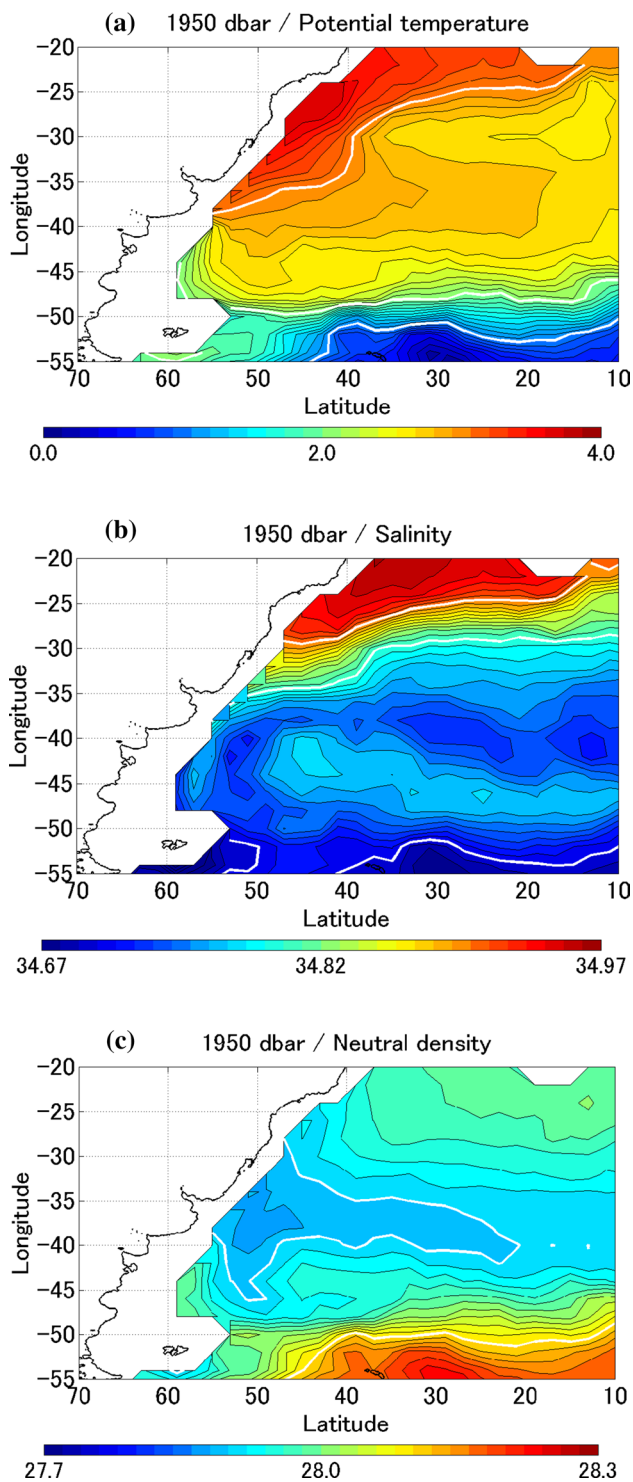 (a) 1950 dbar / Potential temperature
−20
−25
−30
−35
−40
−45
−50
−55
Longitude
70 60 50 40 30 20 10
Latitude
0.0 2.0 4.0
(b) 1950 dbar / Salinity
−20
−25
−30
−35
−40
−45
−50
−55
Longitude
70 60 50 40 30 20 10
Latitude
34.67 34.82 34.97
(c) 1950 dbar / Neutral density
−20
−25
−30
−35
−40
−45
−50
−55
Longitude
70 60 50 40 30 20 10
Latitude
27.7 28.0 28.3